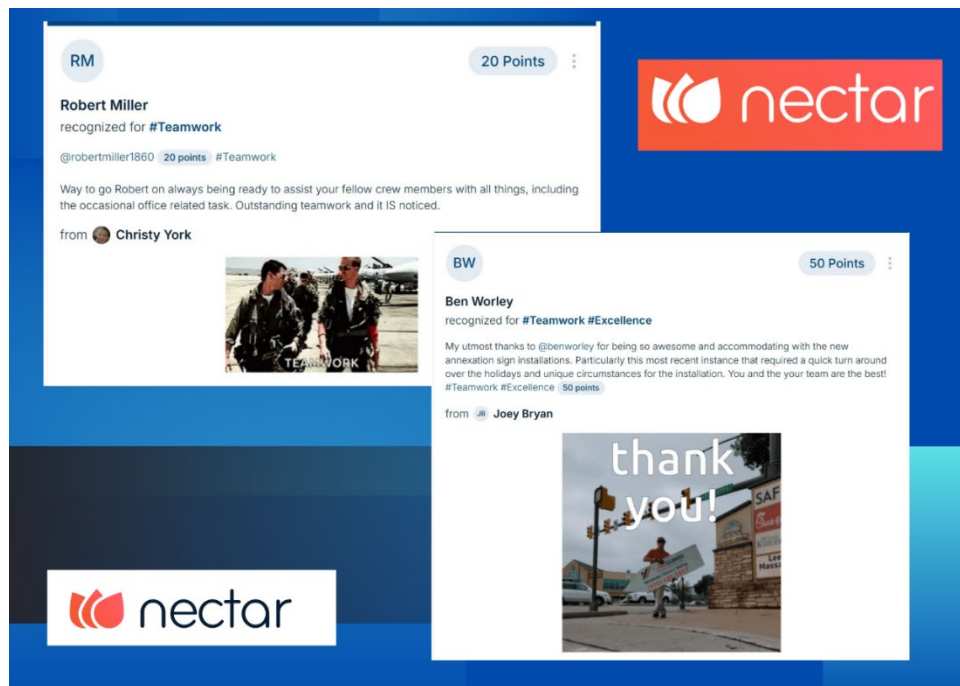 RM
20 Points
Robert Miller
recognized for #Teamwork
@robertmiller1860 20 points #Teamwork
Way to go Robert on always being ready to assist your fellow crew members with all things, including
the occasional office related task. Outstanding teamwork and it IS noticed.
from Christy York
TEAMWORK
nectar
BW
50 Points
Ben Worley
recognized for #Teamwork #Excellence
My utmost thanks to @benworley for being so awesome and accommodating with the new
annexation sign installations. Particularly this most recent instance that required a quick turn around
over the holidays and unique circumstances for the installation. You and the your team are the best!
#Teamwork #Excellence 50 points
from JB Joey Bryan
thank
you!
SAF
nectar